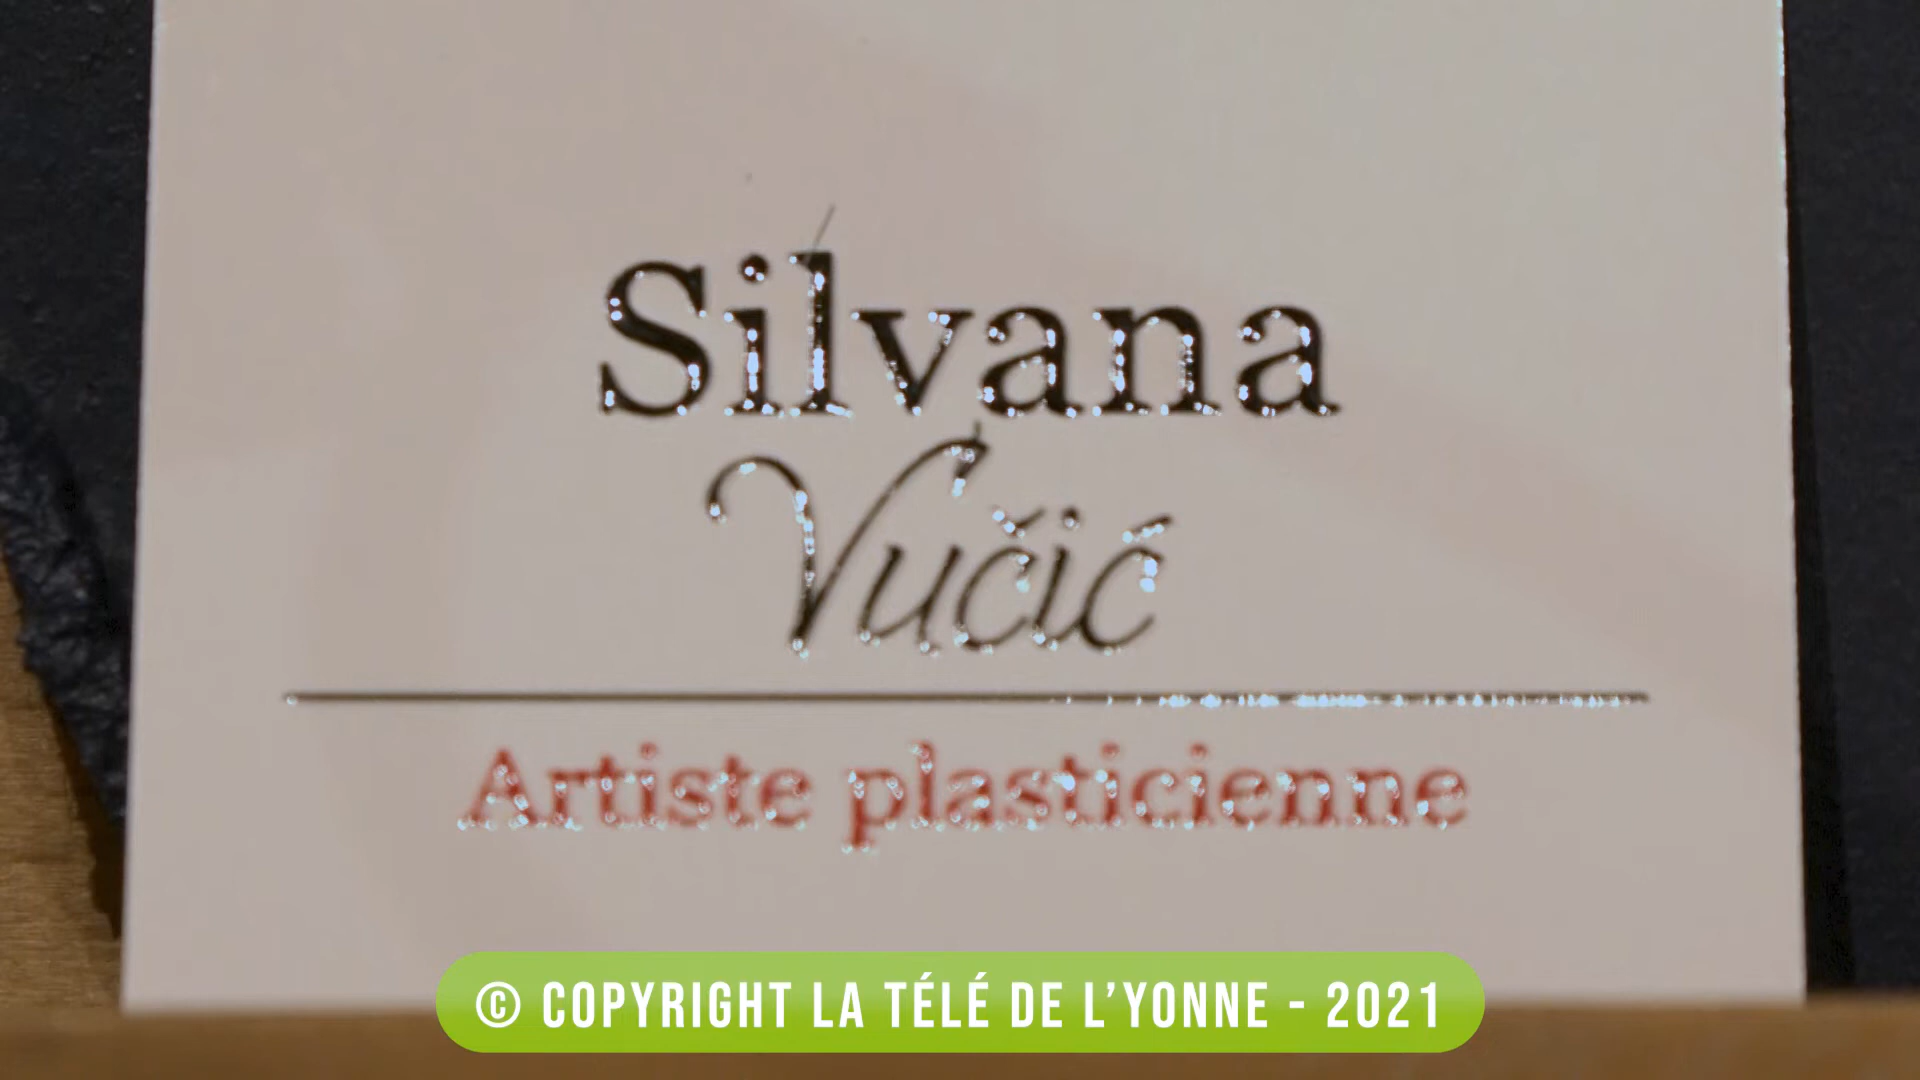 Silvana
Vučić
Artiste plasticienne
© COPYRIGHT LA TÉLÉ DE L’YONNE - 2021